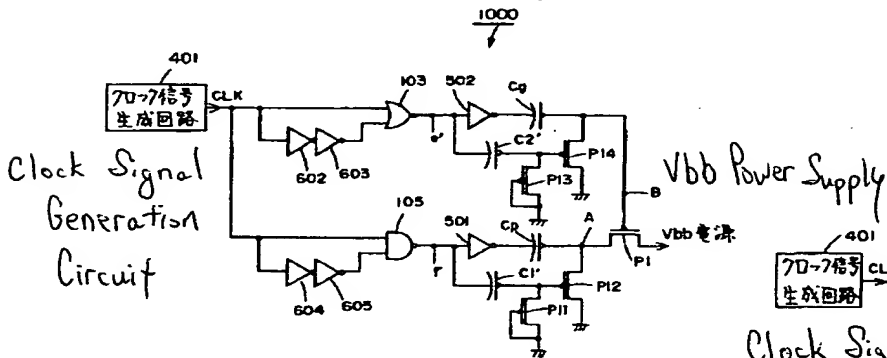 1000
401
クロック信号
生成回路
CLK
103
502
Cg
602
603
e'
C2'
P14
P13
B
Clock Signal
Generation
Circuit
Vbb Power Supply
105
501
Cp
A
Vbb電源
P1
604
605
r
C1'
P12
P11
401
クロック信号
生成回路
CL
Clock Sig